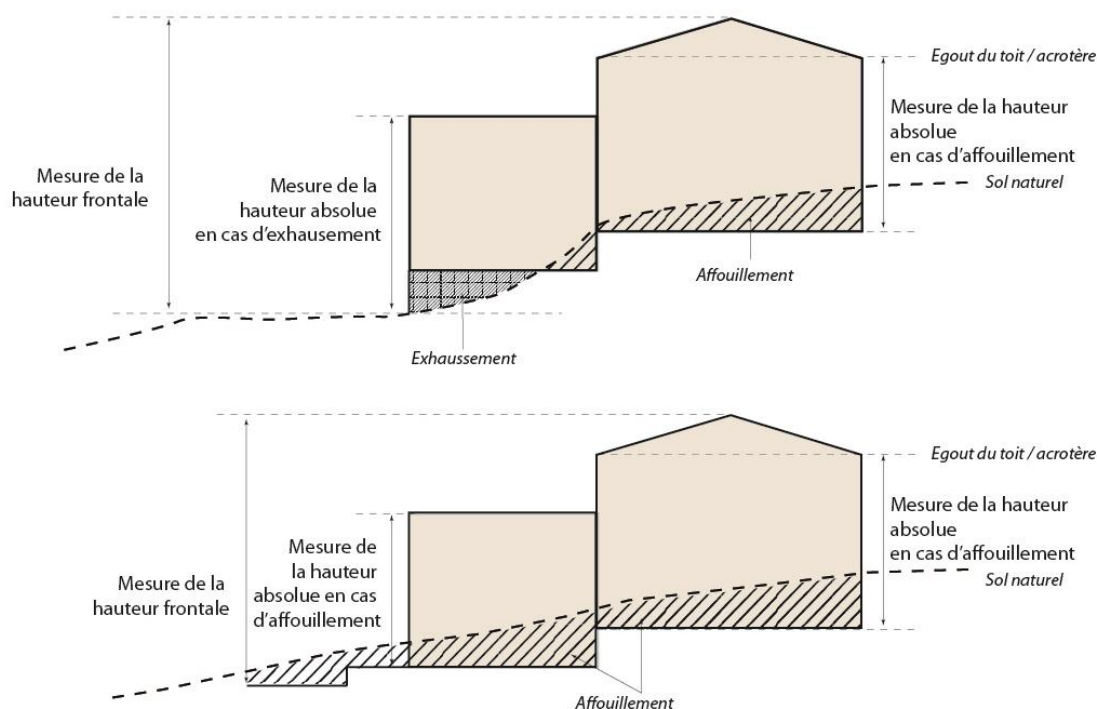 Egout du toit / acrotère
Mesure de la hauteur
absolue
en cas d'affouillement
Sol naturel
Mesure de la
hauteur frontale
Mesure de la
hauteur absolue
en cas d'exhausement
Affouillement
Exhaussement
Egout du toit / acrotère
Mesure de la hauteur
absolue
en cas d'affouillement
Sol naturel
Mesure de
la hauteur
absolue en cas
d'affouillement
Mesure de la
hauteur frontale
Affouillement